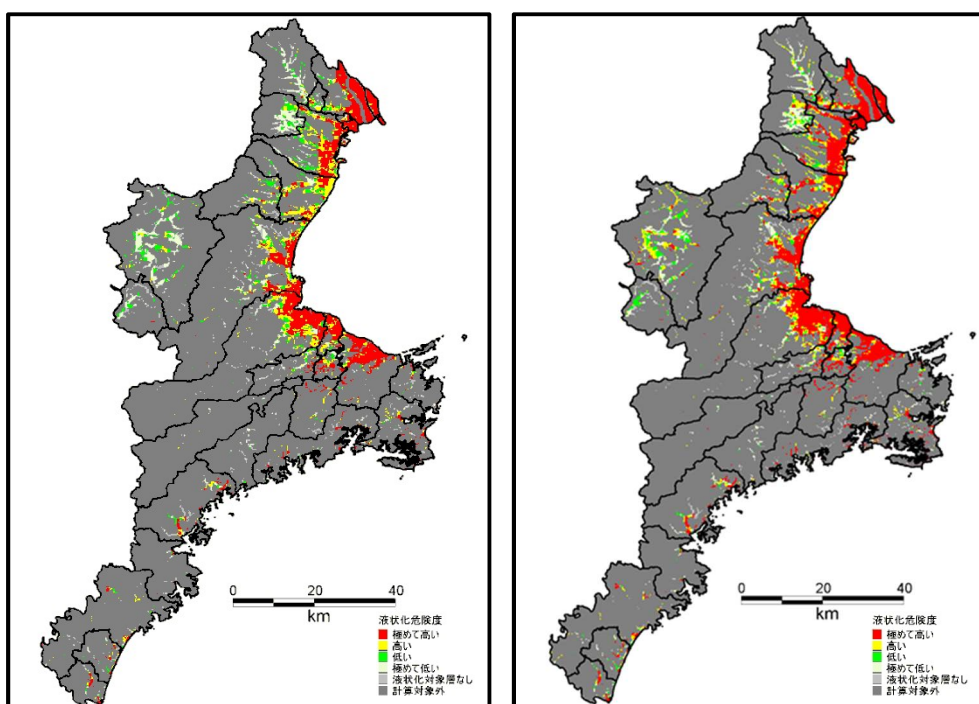 0 20 40
km
液状化危険度
極めて高い
高い
低い
極めて低い
液状化対象層なし
計算対象外
0 20 40
km
液状化危険度
極めて高い
高い
低い
極めて低い
液状化対象層なし
計算対象外